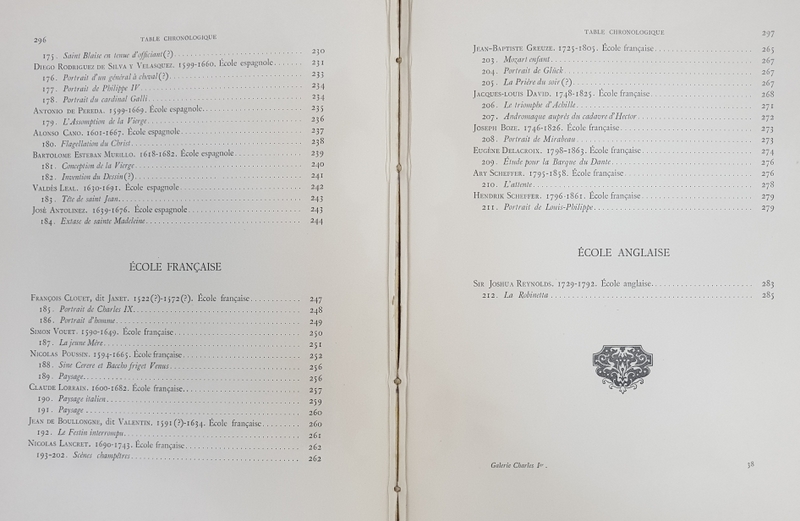 296 TABLE CHRONOLOGIQUE
175. Saint Blaise en tenue d'officiant(?) 230
DIEGO RODRIGUEZ DE SILVA Y VELASQUEZ. 1599-1660. École espagnole 231
176. Portrait d'un général à cheval(?) 233
177. Portrait de Philippe IV 234
178. Portrait du cardinal Galli 234
ANTONIO DE PEREDA. 1599-1669. École espagnole 235
179. L'Assomption de la Vierge 236
ALONSO CANO. 1601-1667. École espagnole 237
180. Flagellation du Christ 238
BARTOLOME ESTEBAN MURILLO. 1618-1682. École espagnole 239
181. Conception de la Vierge 240
182. Invention du Dessin(?) 241
VALDÈS LEAL. 1630-1691. École espagnole 242
183. Tête de saint Jean 243
JOSÉ ANTOLINEZ. 1639-1676. École espagnole 243
184. Extase de sainte Madeleine 244
ÉCOLE FRANÇAISE
FRANÇOIS CLOUET, dit JANET. 1522(?)-1572(?). École française 247
185. Portrait de Charles IX 248
186. Portrait d'homme 249
SIMON VOUET. 1590-1649. École française 250
187. La jeune Mère 251
NICOLAS POUSSIN. 1594-1665. École française 252
188. Sine Cerere et Baccho friget Venus 256
189. Paysage 256
CLAUDE LORRAIN. 1600-1682. École française 257
190. Paysage italien 259
191. Paysage 260
JEAN DE BOULLONGNE, dit VALENTIN. 1591(?)-1634. École française 260
192. Le Festin interrompu 261
NICOLAS LANCRET. 1690-1743. École française 262
193-202. Scènes champêtres 262
TABLE CHRONOLOGIQUE 297
JEAN-BAPTISTE GREUZE. 1725-1805. École française 265
203. Mozart enfant 267
204. Portrait de Glück 267
205. La Prière du soir(?) 267
JACQUES-LOUIS DAVID. 1748-1825. École française 268
206. Le triomphe d'Achille 271
207. Andromaque auprès du cadavre d'Hector 272
JOSEPH BOZE. 1746-1826. École française 273
208. Portrait de Mirabeau 273
EUGÈNE DELACROIX. 1798-1863. École française 274
209. Étude pour la Barque du Dante 276
ARY SCHEFFER. 1795-1858. École française 276
210. L'attente 278
HENDRIK SCHEFFER. 1796-1861. École française 279
211. Portrait de Louis-Philippe 279
ÉCOLE ANGLAISE
SIR JOSHUA REYNOLDS. 1729-1792. École anglaise 283
212. La Robinetta 285
Galerie Charles Ier. 38